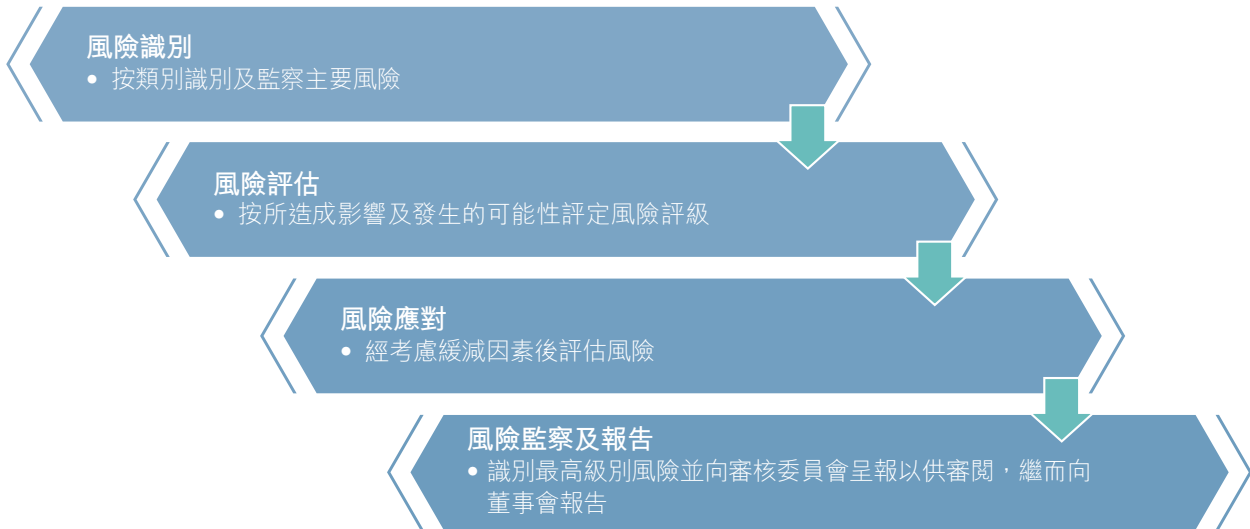 風險識別
• 按類別識別及監察主要風險
風險評估
• 按所造成影響及發生的可能性評定風險評級
風險應對
• 經考慮緩減因素後評估風險
風險監察及報告
• 識別最高級別風險並向審核委員會呈報以供審閱，繼而向
董事會報告